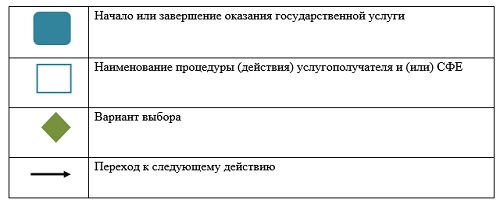 Начало или завершение оказания государственной услуги
Наименование процедуры (действия) услугополучателя и (или) СФЕ
Вариант выбора
Переход к следующему действию